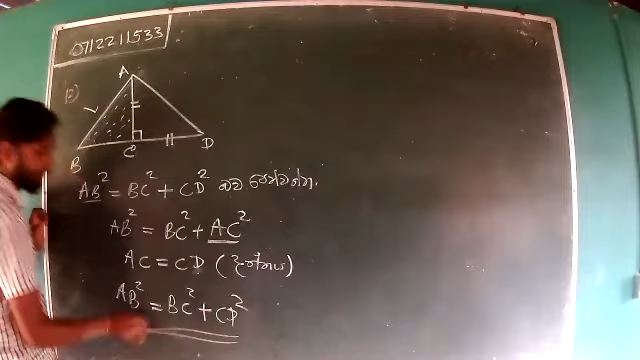 0712211533
A
B
C
D
AB² = BC² + CD² බව පෙන්වන්න.
AB² = BC² + AC²
AC = CD (දත්තය)
AB² = BC² + CD²